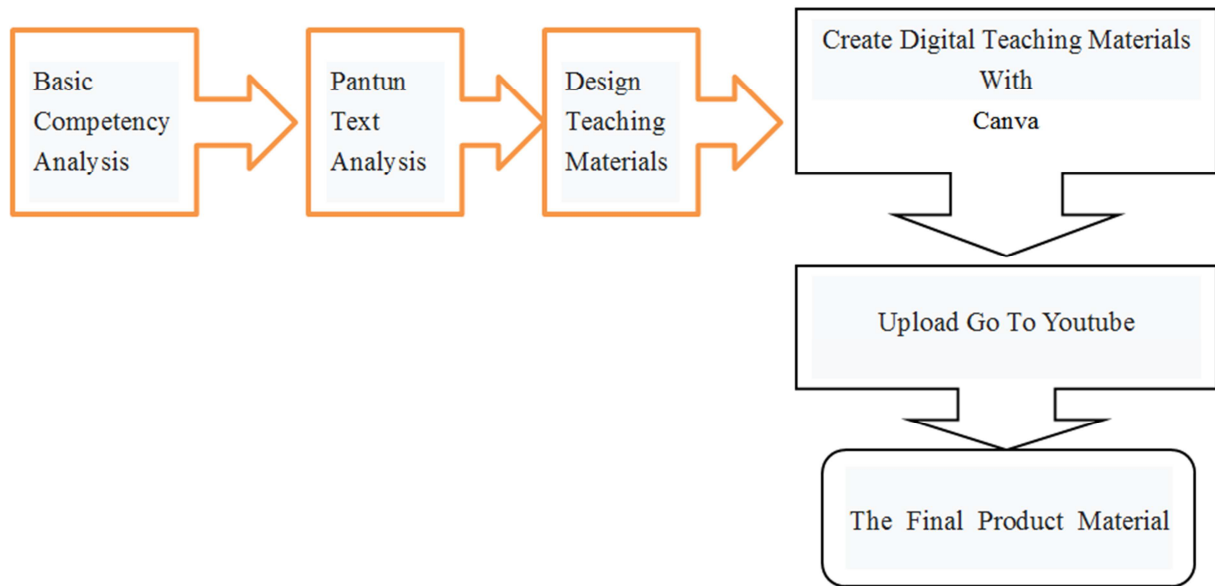 Basic
Competency
Analysis
Pantun
Text
Analysis
Design
Teaching
Materials
Create Digital Teaching Materials
With
Canva
Upload Go To Youtube
The Final Product Material